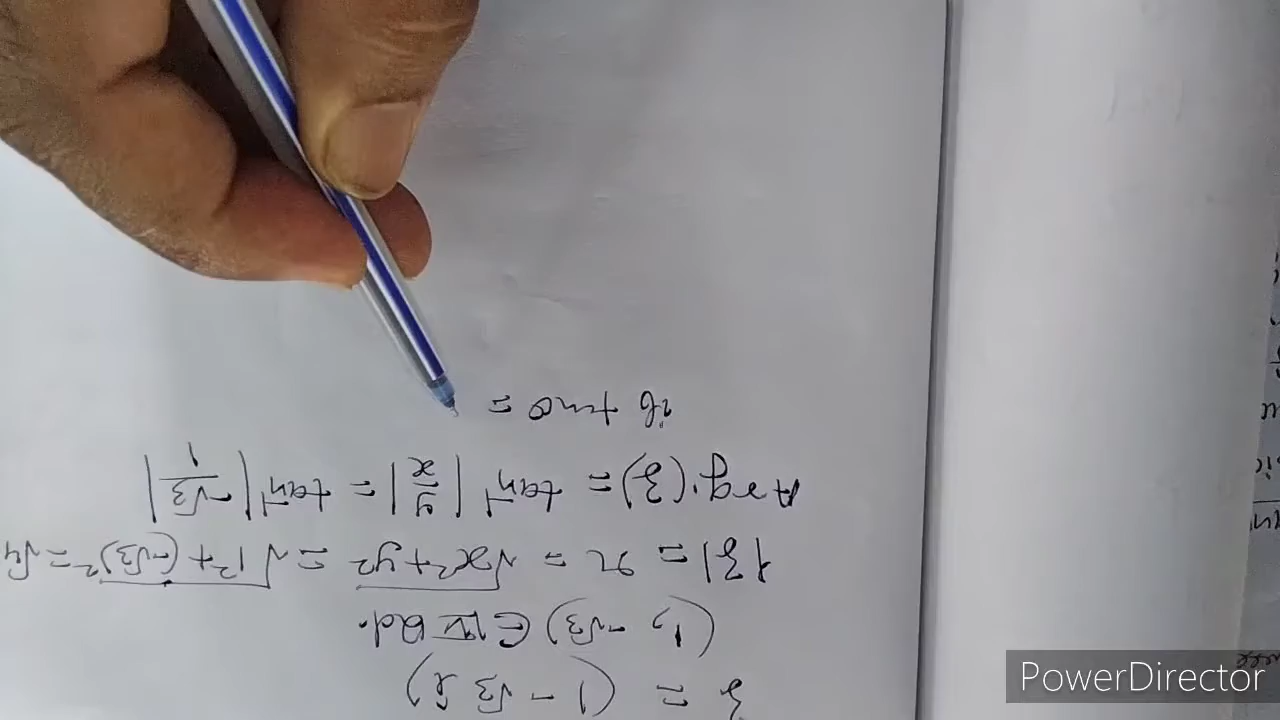 z = (1 - √3 i)
(1, -√3) ∈ IV Qd.
|z| = r = √x²+y² = √1²+(-√3)² = √4
Arg.(z) = tan⁻¹ |y/x| = tan⁻¹ |-√3/1|
if tanθ =
PowerDirector